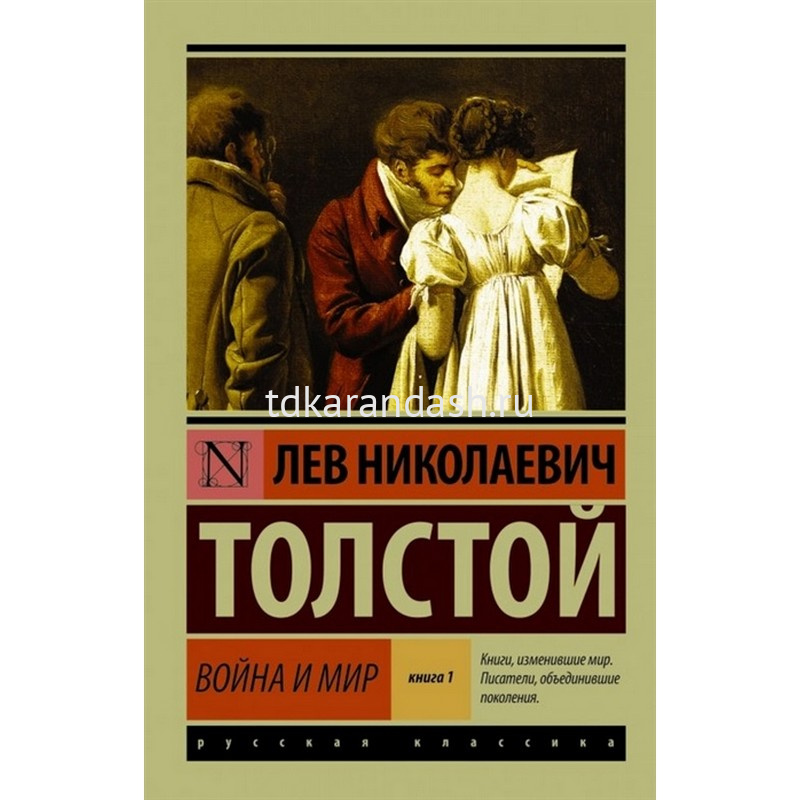 tdkarandash.ru
N
ЛЕВ НИКОЛАЕВИЧ
ТОЛСТОЙ
ВОЙНА И МИР
книга 1
Книги, изменившие мир.
Писатели, объединившие
поколения.
русская классика